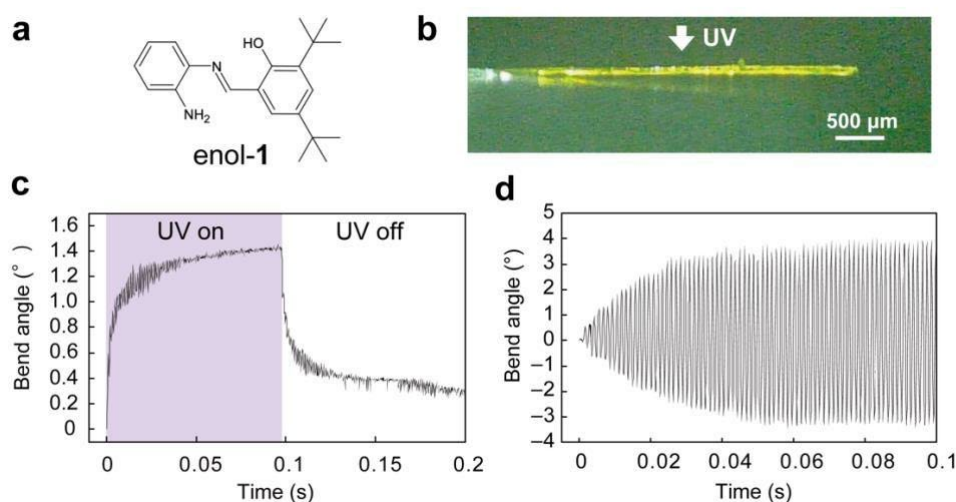 a
HO
N
NH₂
enol-1
b
UV
500 µm
c
UV on
UV off
Bend angle (°)
1.6
1.4
1.2
1.0
0.8
0.6
0.4
0.2
0
0 0.05 0.1 0.15 0.2
Time (s)
d
Bend angle (°)
5
4
3
2
1
0
−1
−2
−3
−4
0 0.02 0.04 0.06 0.08 0.1
Time (s)